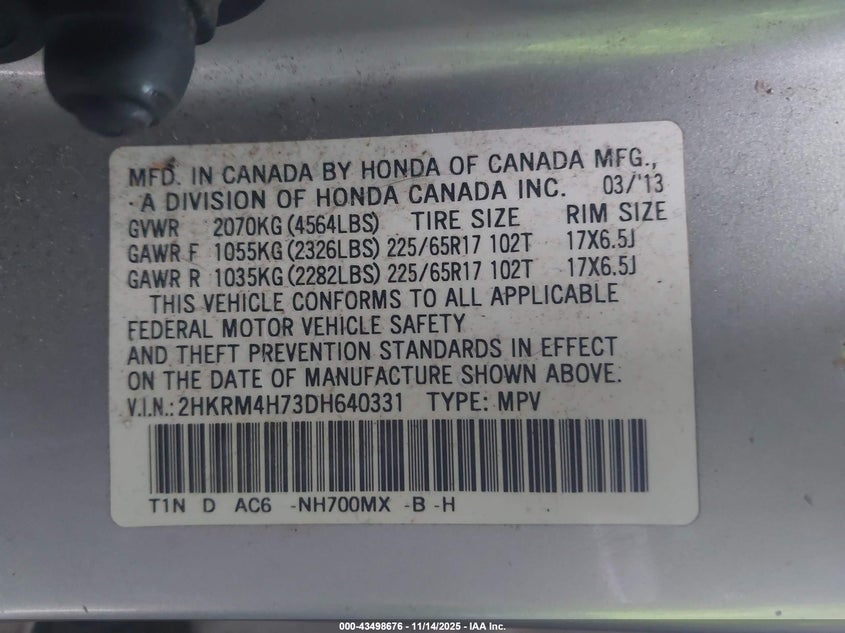 MFD. IN CANADA BY HONDA OF CANADA MFG.,
A DIVISION OF HONDA CANADA INC. 03/'13
GVWR 2070KG (4564LBS) TIRE SIZE RIM SIZE
GAWR F 1055KG (2326LBS) 225/65R17 102T 17X6.5J
GAWR R 1035KG (2282LBS) 225/65R17 102T 17X6.5J
THIS VEHICLE CONFORMS TO ALL APPLICABLE
FEDERAL MOTOR VEHICLE SAFETY
AND THEFT PREVENTION STANDARDS IN EFFECT
ON THE DATE OF MANUFACTURE SHOWN ABOVE.
V.I.N.: 2HKRM4H73DH640331 TYPE: MPV
T1N D AC6 -NH700MX -B -H
000-43498676 - 11/14/2025 - IAA Inc.